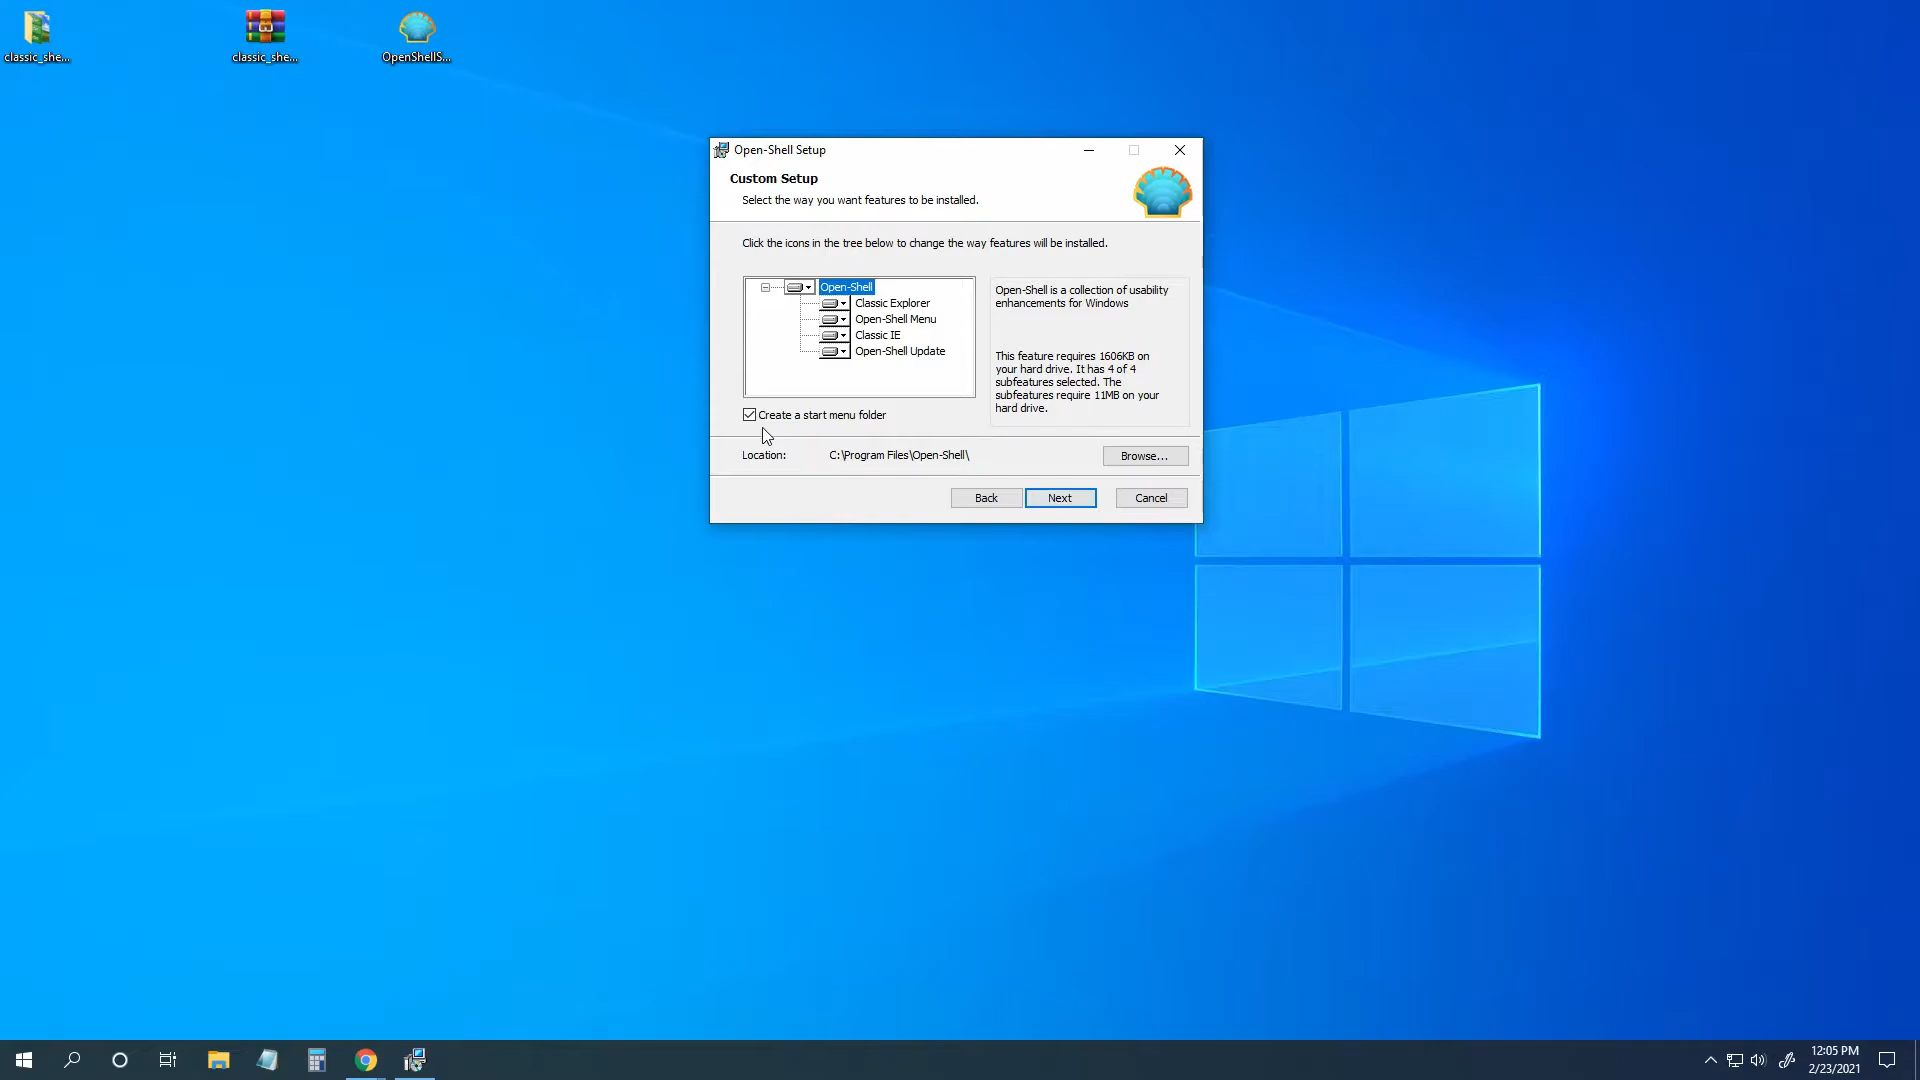 classic_she...
classic_she...
OpenShellS...
Open-Shell Setup
Custom Setup
Select the way you want features to be installed.
Click the icons in the tree below to change the way features will be installed.
Open-Shell
Classic Explorer
Open-Shell Menu
Classic IE
Open-Shell Update
Open-Shell is a collection of usability
enhancements for Windows
This feature requires 1606KB on
your hard drive. It has 4 of 4
subfeatures selected. The
subfeatures require 11MB on your
hard drive.
Create a start menu folder
Location:
C:\Program Files\Open-Shell\
Browse...
Back
Next
Cancel
12:05 PM
2/23/2021